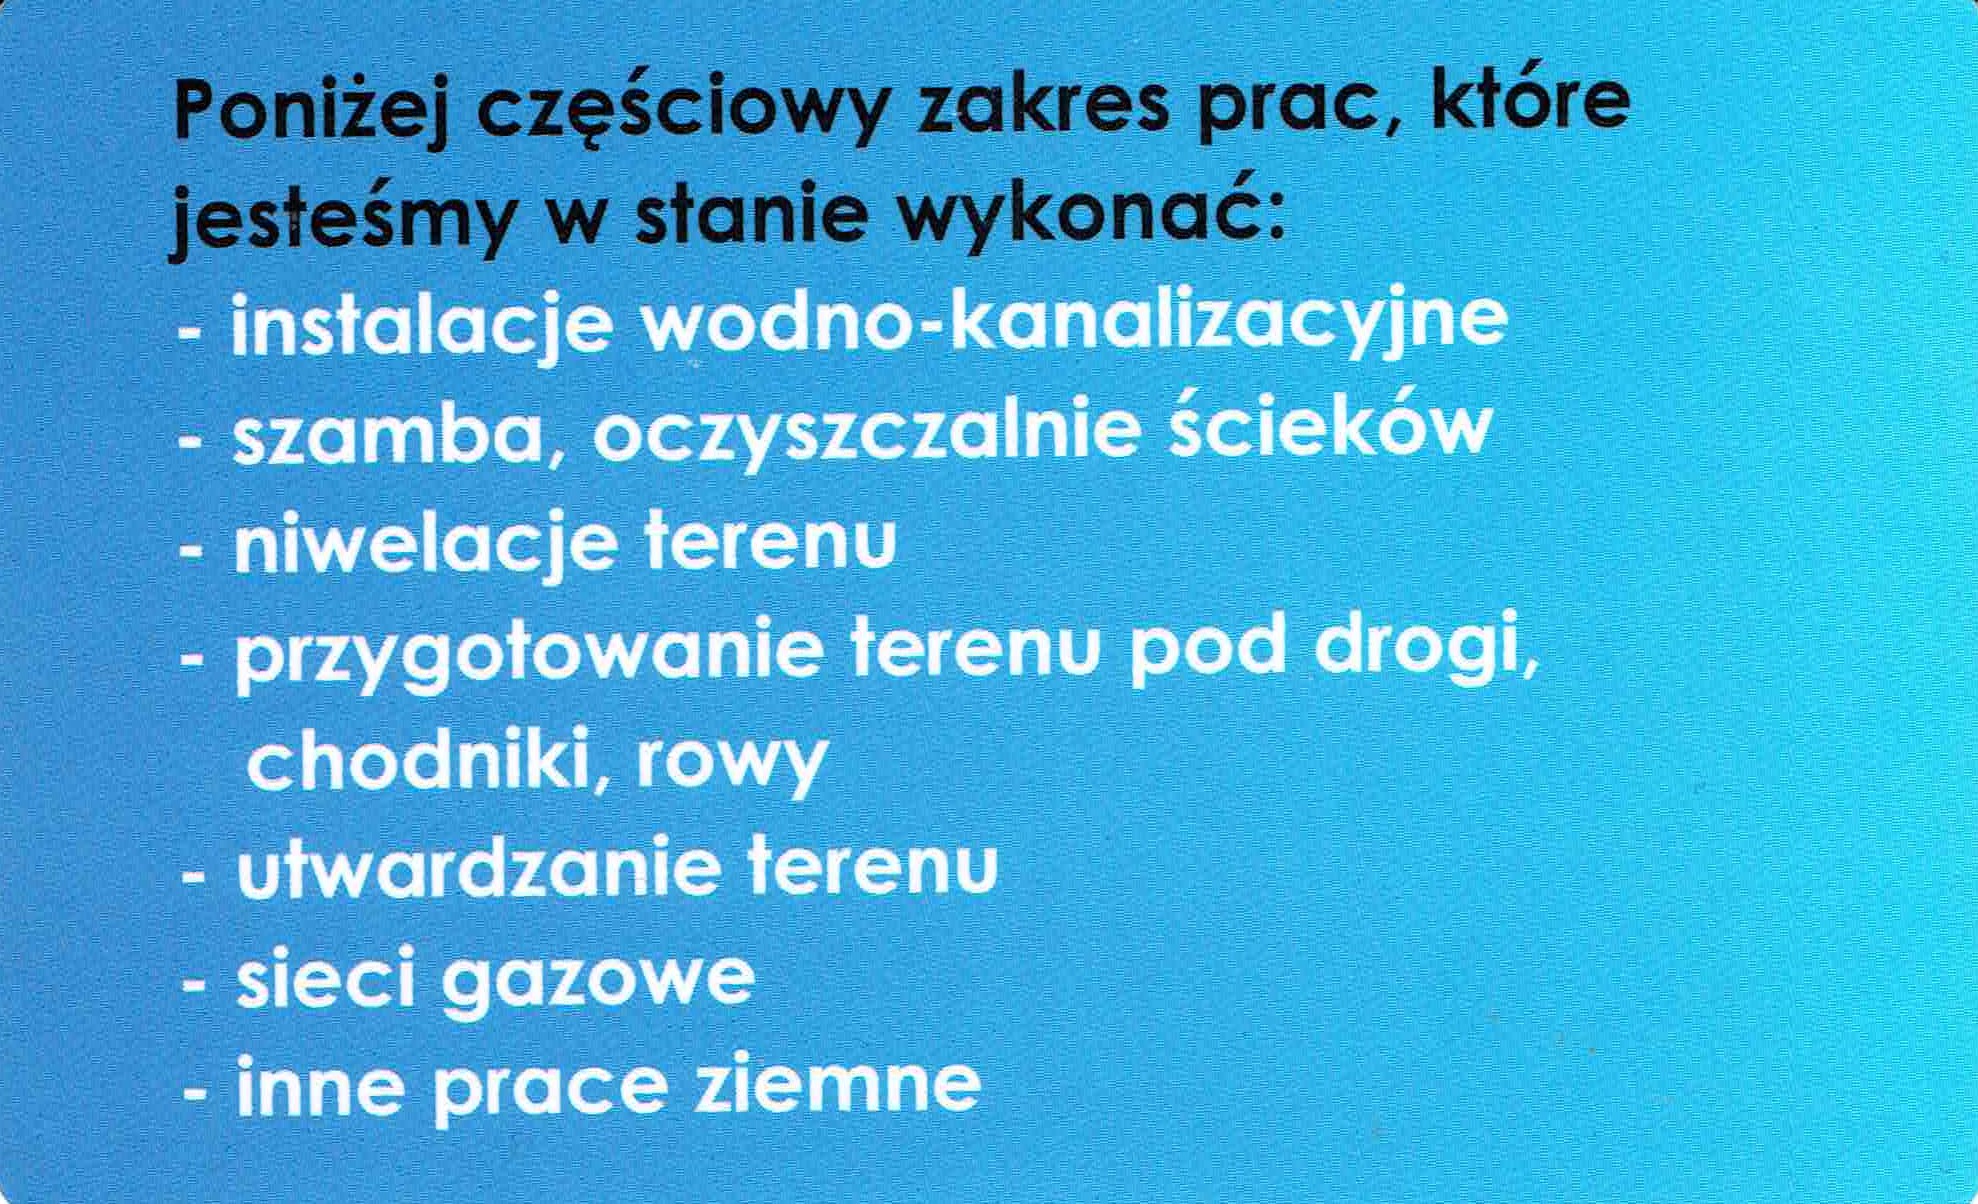 Poniżej częściowy zakres prac, które
jesteśmy w stanie wykonać:
- instalacje wodno-kanalizacyjne
- szamba, oczyszczalnie ścieków
- niwelacje terenu
- przygotowanie terenu pod drogi,
chodniki, rowy
- utwardzanie terenu
- sieci gazowe
- inne prace ziemne